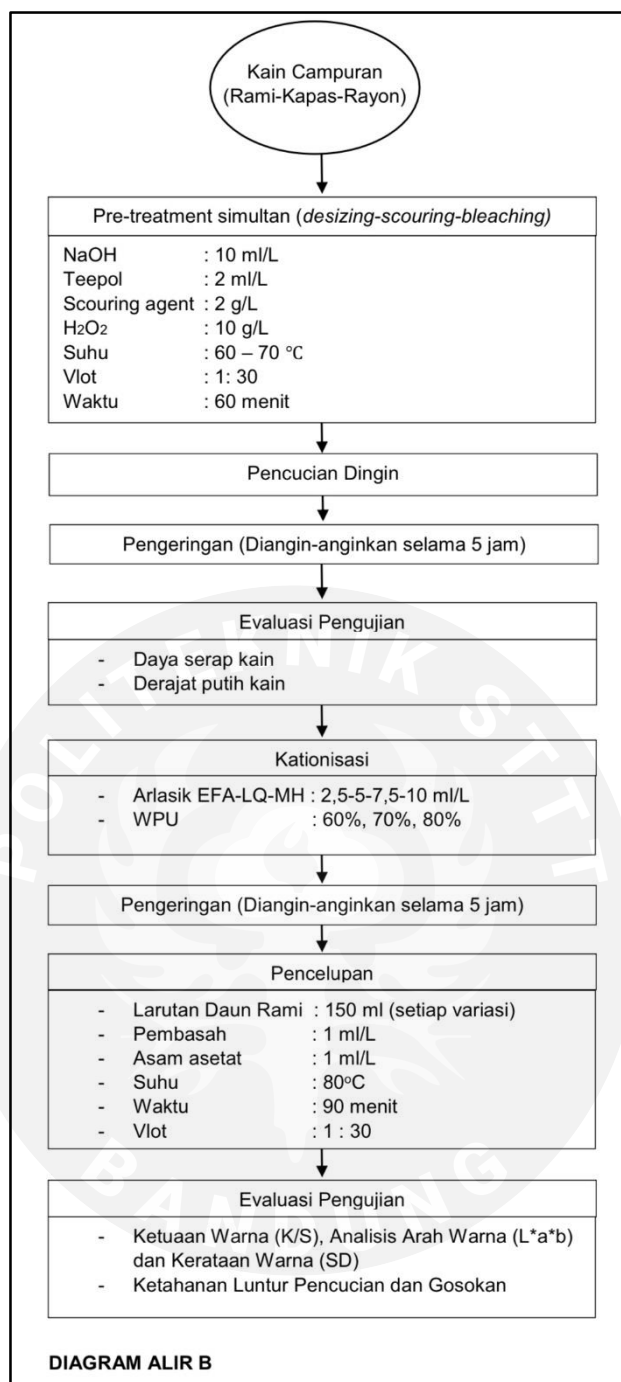 Kain Campuran
(Rami-Kapas-Rayon)
Pre-treatment simultan (desizing-scouring-bleaching)
NaOH : 10 ml/L
Teepol : 2 ml/L
Scouring agent : 2 g/L
H2O2 : 10 g/L
Suhu : 60 – 70 °C
Vlot : 1: 30
Waktu : 60 menit
Pencucian Dingin
Pengeringan (Diangin-anginkan selama 5 jam)
Evaluasi Pengujian
- Daya serap kain
- Derajat putih kain
Kationisasi
- Arlasik EFA-LQ-MH : 2,5-5-7,5-10 ml/L
- WPU : 60%, 70%, 80%
Pengeringan (Diangin-anginkan selama 5 jam)
Pencelupan
- Larutan Daun Rami : 150 ml (setiap variasi)
- Pembasah : 1 ml/L
- Asam asetat : 1 ml/L
- Suhu : 80°C
- Waktu : 90 menit
- Vlot : 1 : 30
Evaluasi Pengujian
- Ketuaan Warna (K/S), Analisis Arah Warna (L*a*b)
dan Kerataan Warna (SD)
- Ketahanan Luntur Pencucian dan Gosokan
DIAGRAM ALIR B
POLITEKNIK STTT
BANDUNG